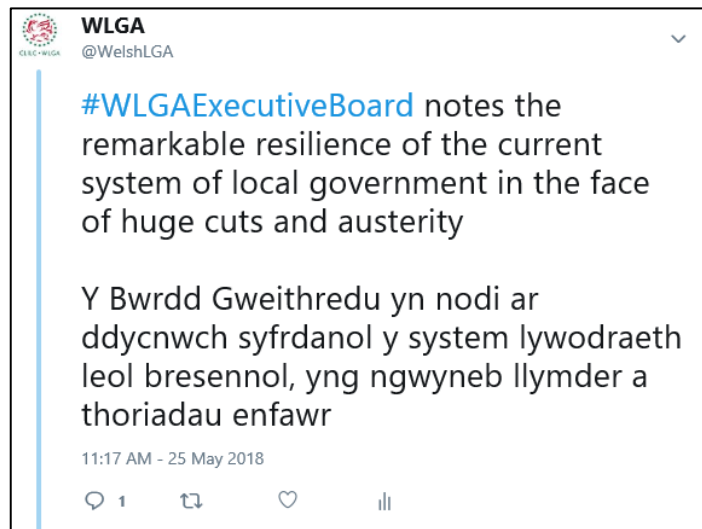 WLGA
@WelshLGA
CLILC•WLGA
#WLGAExecutiveBoard notes the
remarkable resilience of the current
system of local government in the face
of huge cuts and austerity
Y Bwrdd Gweithredu yn nodi ar
ddycnwch syfrdanol y system lywodraeth
leol bresennol, yng ngwyneb llymder a
thoriadau enfawr
11:17 AM - 25 May 2018
1